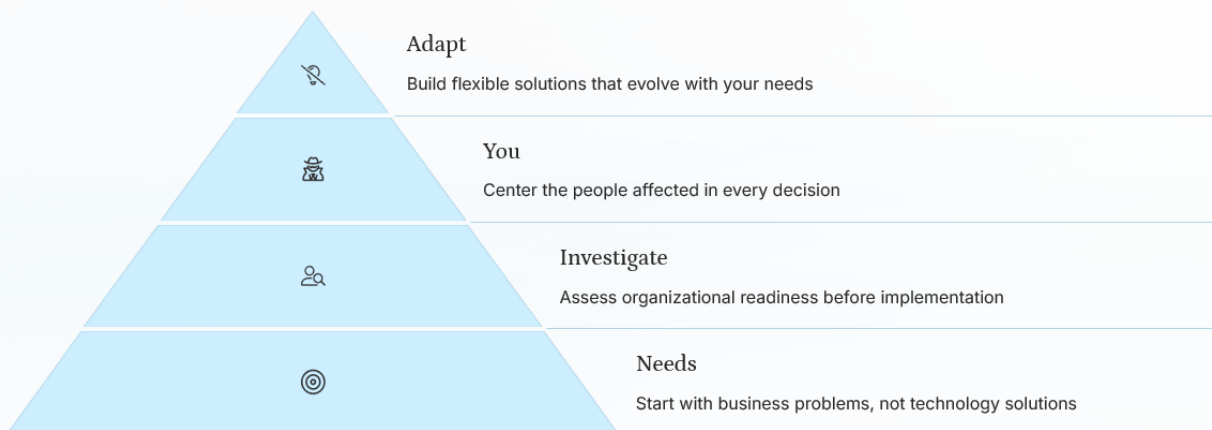 Adapt
Build flexible solutions that evolve with your needs
You
Center the people affected in every decision
Investigate
Assess organizational readiness before implementation
Needs
Start with business problems, not technology solutions